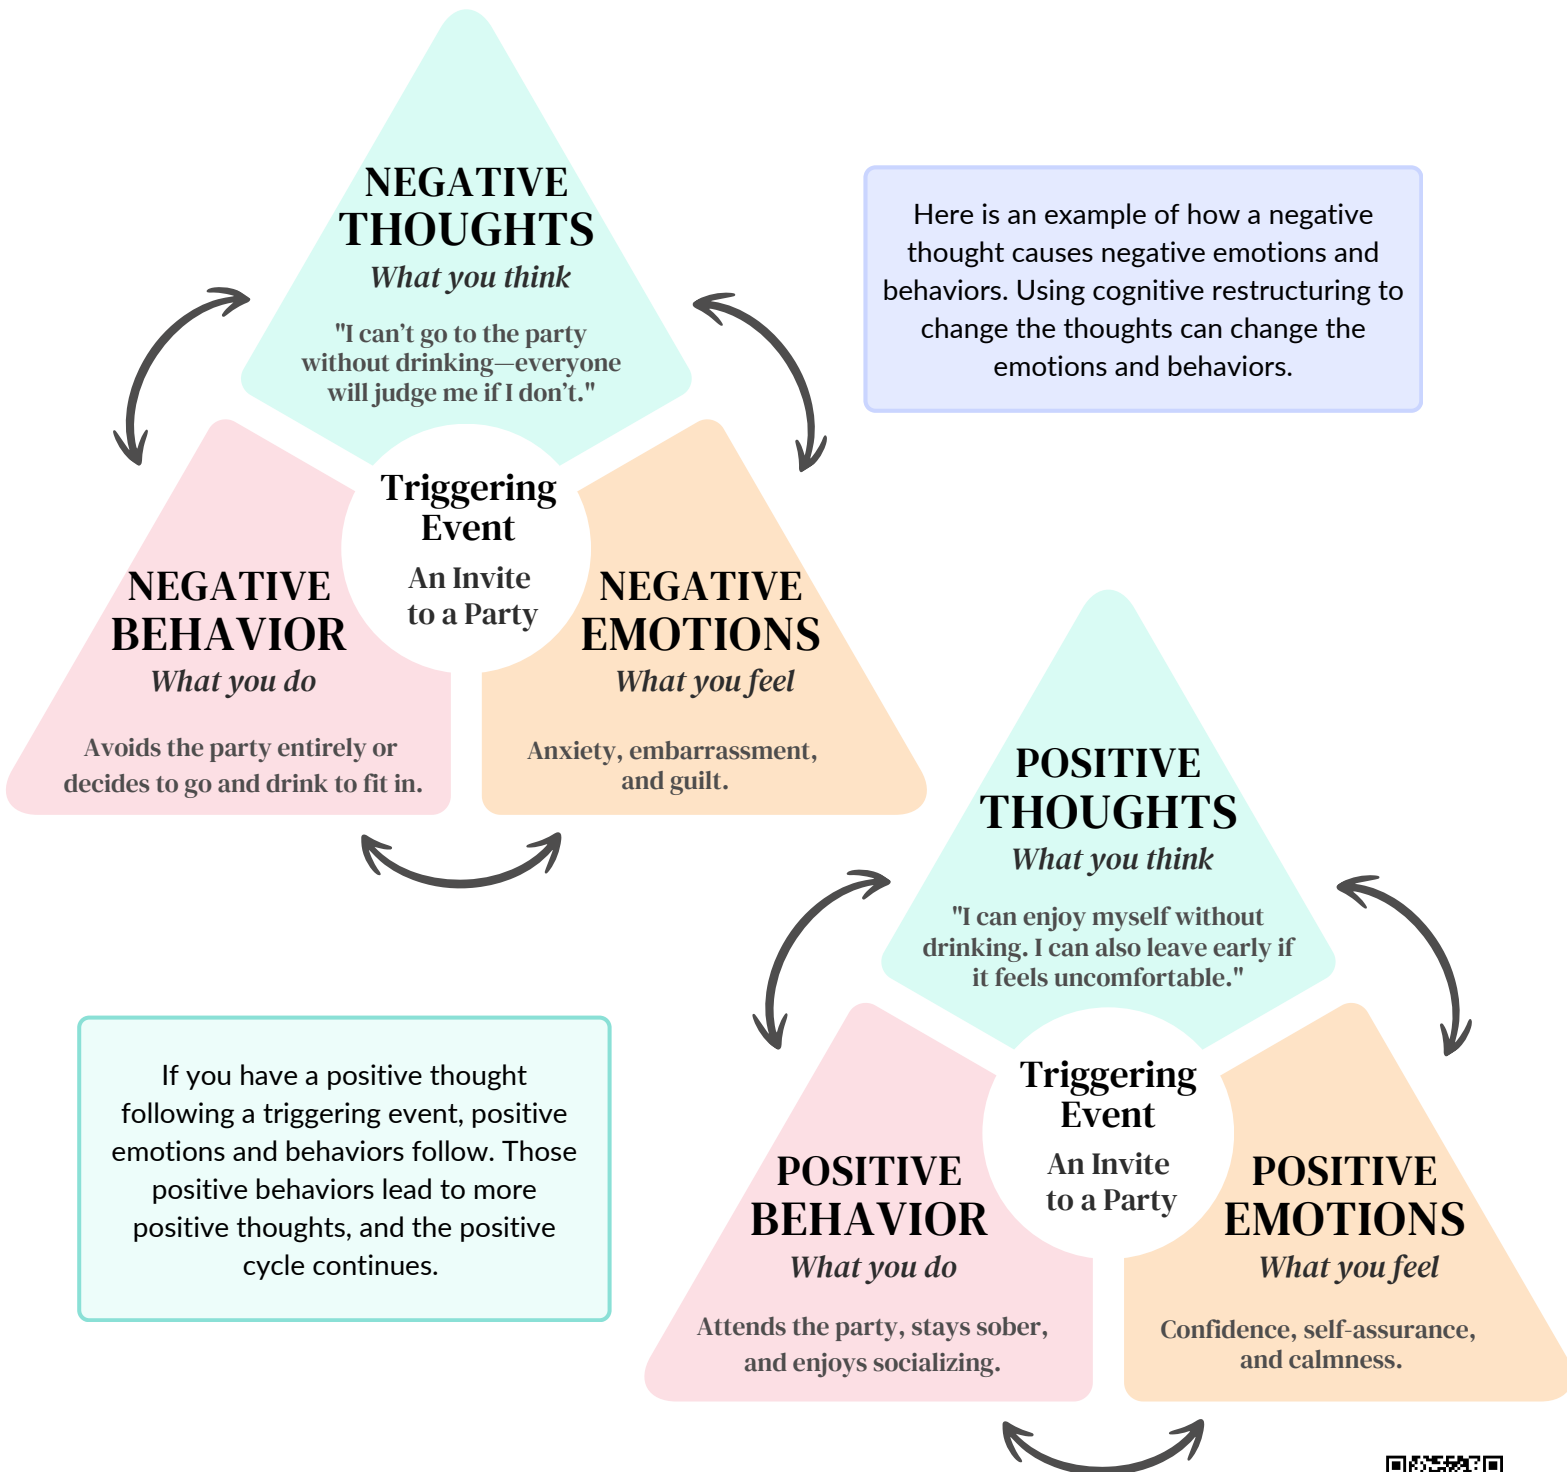 NEGATIVE
THOUGHTS
What you think
"I can't go to the party
without drinking—everyone
will judge me if I don't."
Here is an example of how a negative
thought causes negative emotions and
behaviors. Using cognitive restructuring to
change the thoughts can change the
emotions and behaviors.
Triggering
Event
An Invite
to a Party
NEGATIVE
BEHAVIOR
What you do
Avoids the party entirely or
decides to go and drink to fit in.
NEGATIVE
EMOTIONS
What you feel
Anxiety, embarrassment,
and guilt.
POSITIVE
THOUGHTS
What you think
"I can enjoy myself without
drinking. I can also leave early if
it feels uncomfortable."
If you have a positive thought
following a triggering event, positive
emotions and behaviors follow. Those
positive behaviors lead to more
positive thoughts, and the positive
cycle continues.
Triggering
Event
An Invite
to a Party
POSITIVE
BEHAVIOR
What you do
Attends the party, stays sober,
and enjoys socializing.
POSITIVE
EMOTIONS
What you feel
Confidence, self-assurance,
and calmness.